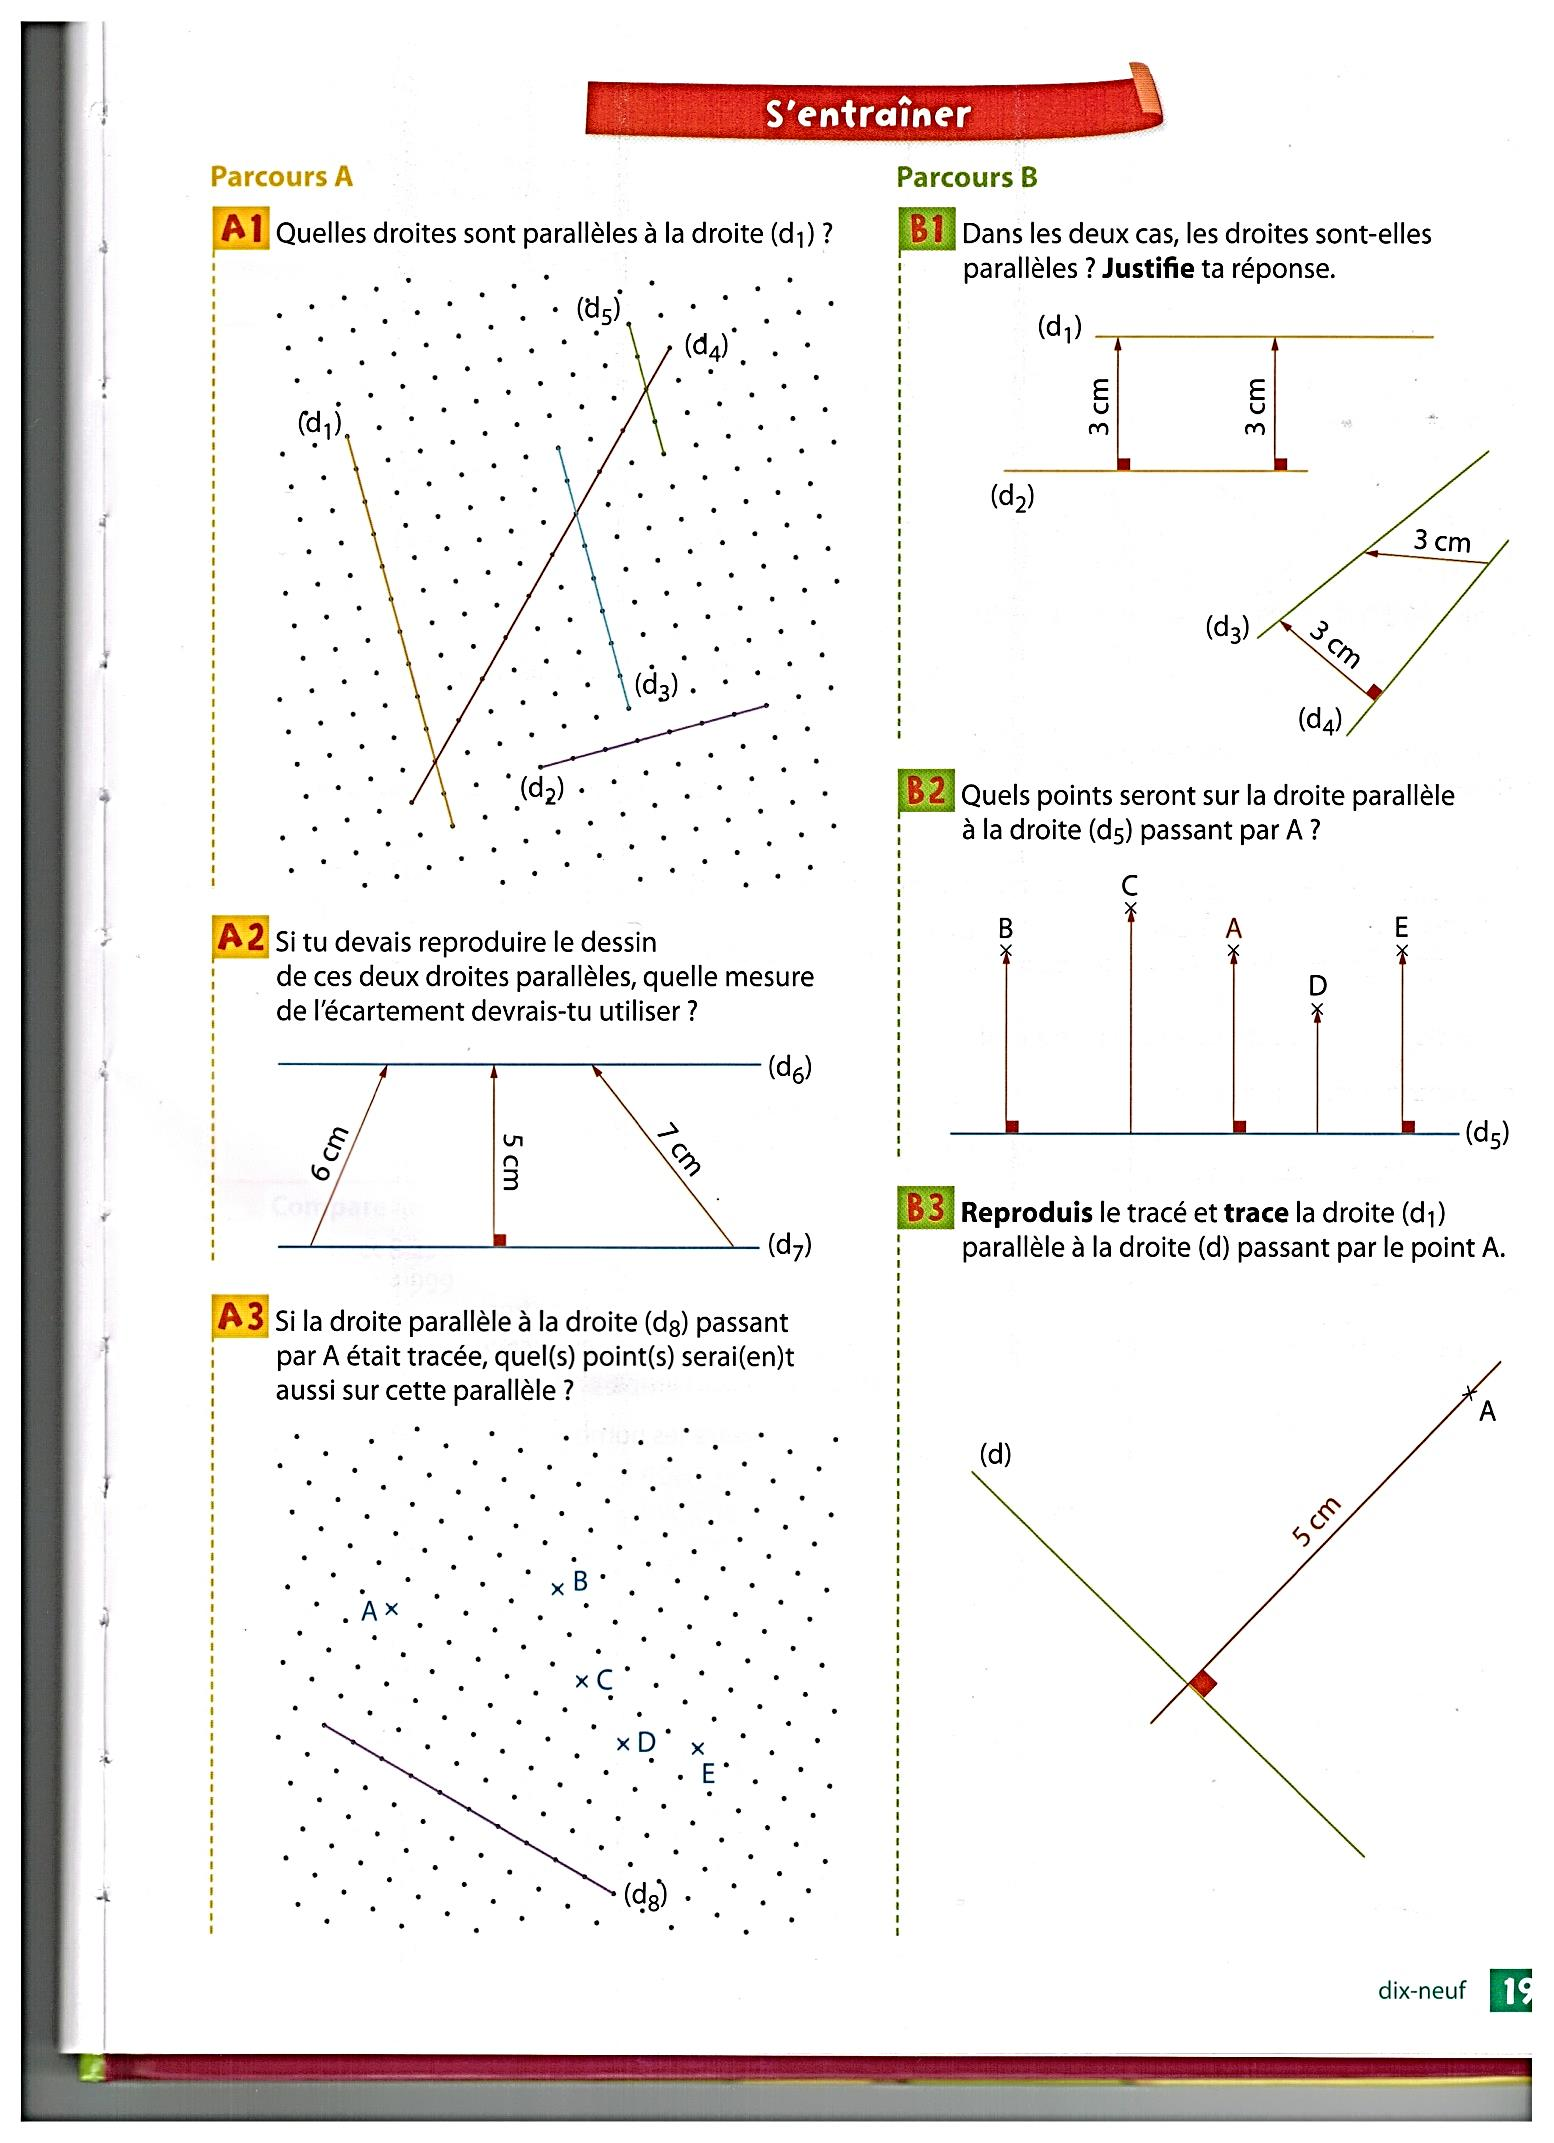 S'entraîner
Parcours A
A1 Quelles droites sont parallèles à la droite (d1) ?
(d5)
(d4)
(d1)
(d3)
(d2)
A2 Si tu devais reproduire le dessin
de ces deux droites parallèles, quelle mesure
de l'écartement devrais-tu utiliser ?
(d6)
6 cm
5 cm
7 cm
(d7)
A3 Si la droite parallèle à la droite (d8) passant
par A était tracée, quel(s) point(s) serai(en)t
aussi sur cette parallèle ?
B
A
C
D
E
(d8)
Parcours B
B1 Dans les deux cas, les droites sont-elles
parallèles ? Justifie ta réponse.
(d1)
3 cm
3 cm
(d2)
3 cm
(d3)
3 cm
(d4)
B2 Quels points seront sur la droite parallèle
à la droite (d5) passant par A ?
C
B
A
E
D
(d5)
B3 Reproduis le tracé et trace la droite (d1)
parallèle à la droite (d) passant par le point A.
A
(d)
5 cm
dix-neuf 19